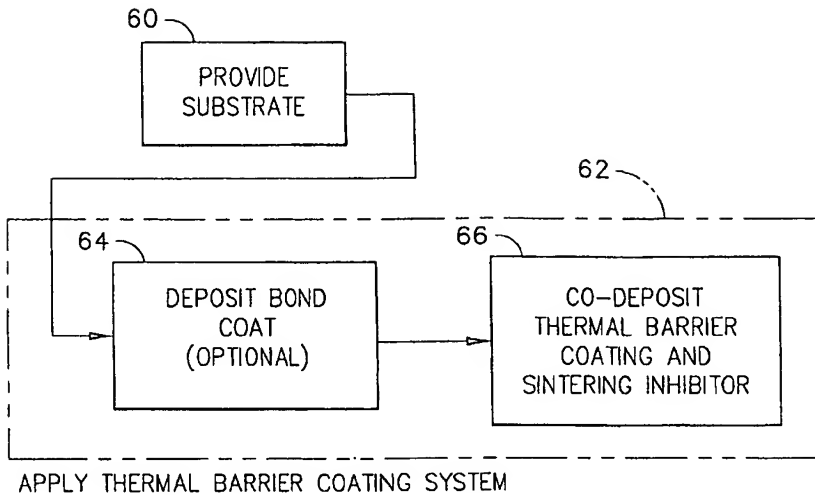 60
PROVIDE
SUBSTRATE
62
64
DEPOSIT BOND
COAT
(OPTIONAL)
66
CO-DEPOSIT
THERMAL BARRIER
COATING AND
SINTERING INHIBITOR
APPLY THERMAL BARRIER COATING SYSTEM